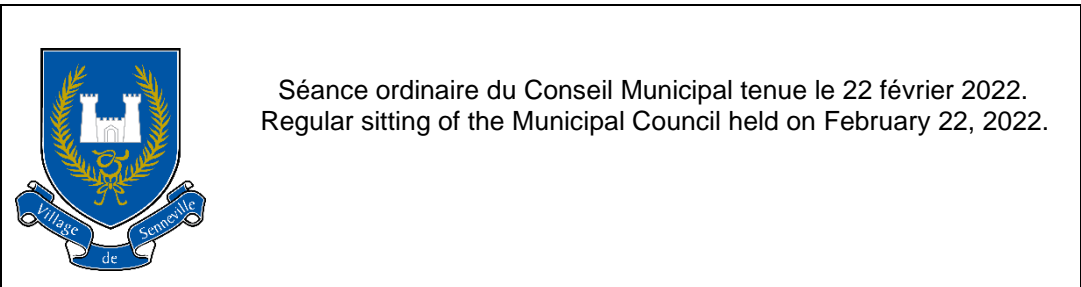 Séance ordinaire du Conseil Municipal tenue le 22 février 2022.
Regular sitting of the Municipal Council held on February 22, 2022.
Village de Senneville